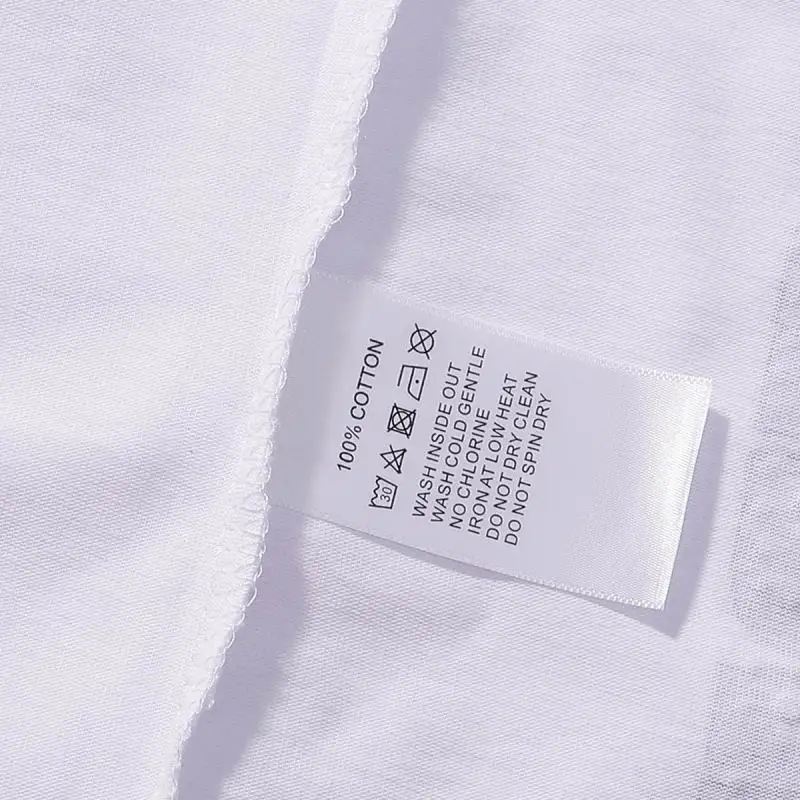 100% COTTON
30
WASH INSIDE OUT
WASH COLD GENTLE
NO CHLORINE
IRON AT LOW HEAT
DO NOT DRY CLEAN
DO NOT SPIN DRY